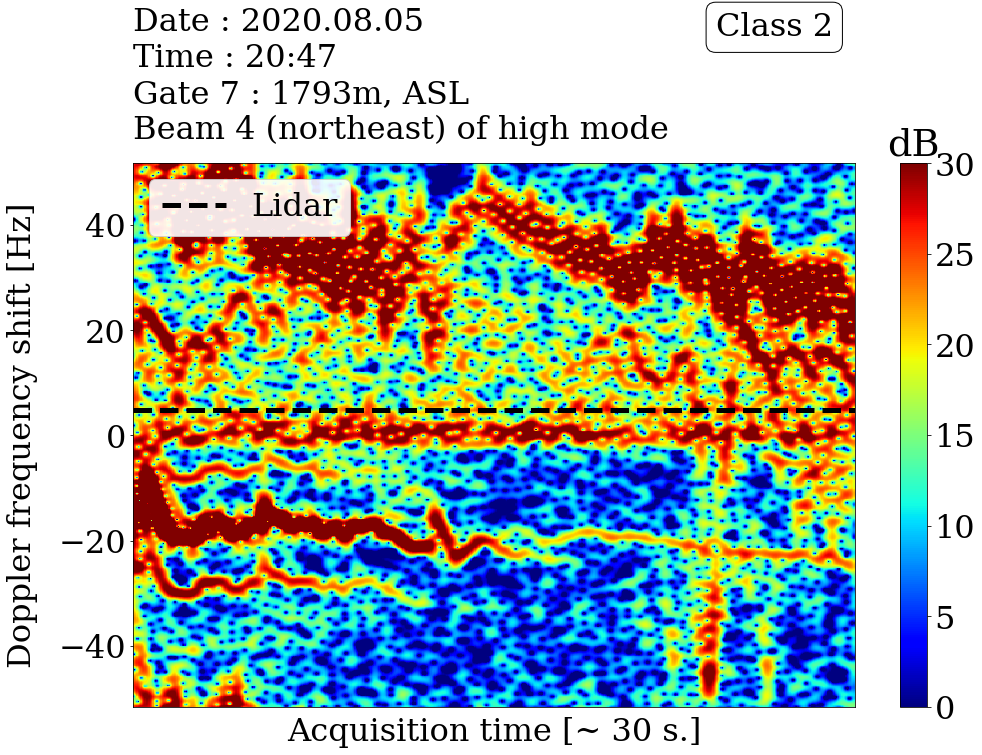 Date : 2020.08.05
Time : 20:47
Gate 7 : 1793m, ASL
Beam 4 (northeast) of high mode
Class 2
dB
Lidar
Doppler frequency shift [Hz]
40
20
0
−20
−40
30
25
20
15
10
5
0
Acquisition time [~ 30 s.]